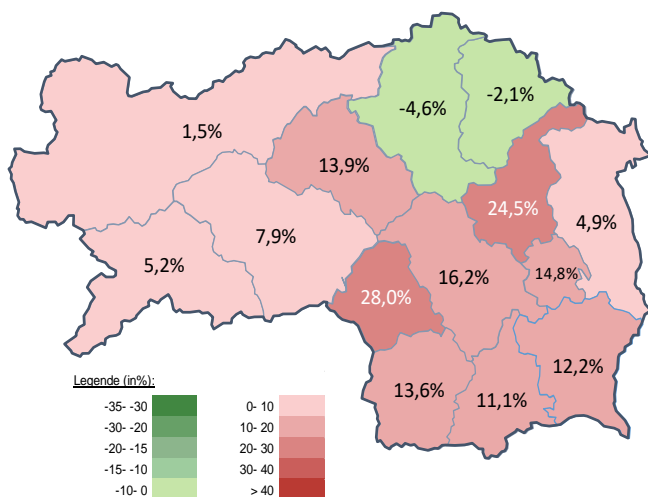 -4,6%
-2,1%
1,5%
13,9%
24,5%
4,9%
7,9%
5,2%
16,2%
14,8%
28,0%
12,2%
13,6%
11,1%
Legende (in%):
-35- -30 0- 10
-30- -20 10- 20
-20- -15 20- 30
-15- -10 30- 40
-10- 0 > 40